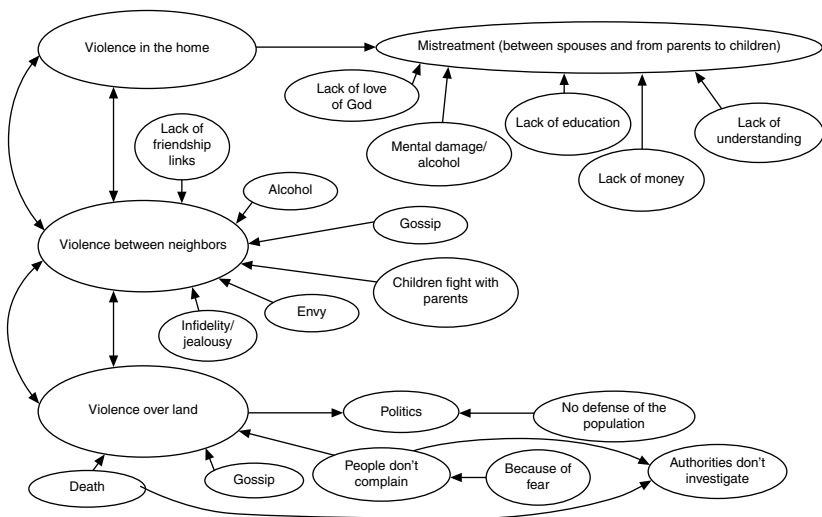 Violence in the home
Mistreatment (between spouses and from parents to children)
Lack of love
of God
Mental damage/
alcohol
Lack of education
Lack of money
Lack of
understanding
Lack of
friendship
links
Alcohol
Gossip
Violence between neighbors
Children fight with
parents
Envy
Infidelity/
jealousy
Violence over land
Politics
No defense of the
population
Death
Gossip
People don't
complain
Because of
fear
Authorities don't
investigate